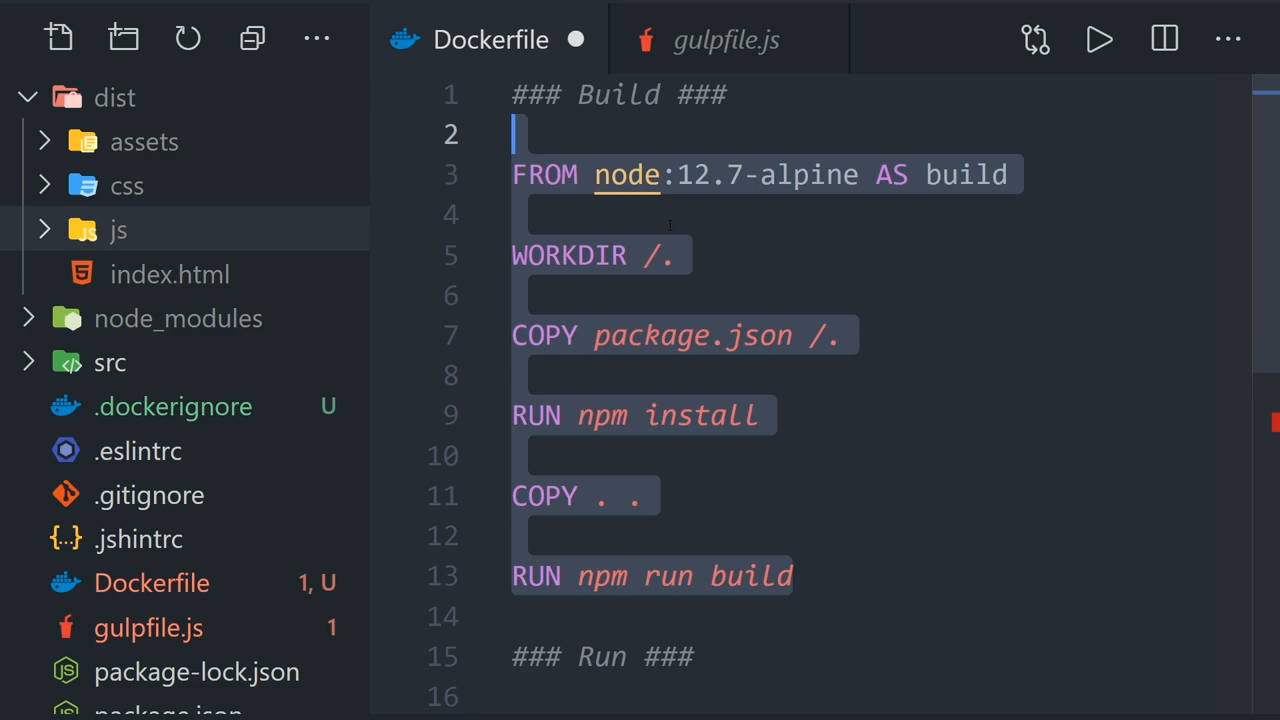 Dockerfile
gulpfile.js
dist
assets
css
js
index.html
node_modules
src
.dockerignore U
.eslintrc
.gitignore
.jshintrc
Dockerfile 1, U
gulpfile.js 1
package-lock.json
package.json
1 ### Build ###
2
3 FROM node:12.7-alpine AS build
4
5 WORKDIR /.
6
7 COPY package.json /.
8
9 RUN npm install
10
11 COPY . .
12
13 RUN npm run build
14
15 ### Run ###
16